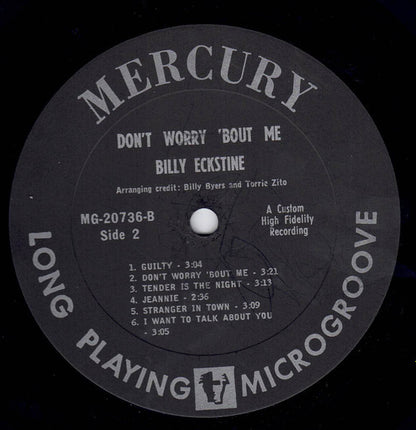 MERCURY
DON'T WORRY 'BOUT ME
BILLY ECKSTINE
Arranging credit: Billy Byers and Torrie Zito
MG-20736-B
Side 2
A Custom
High Fidelity
Recording
1. GUILTY - 3:04
2. DON'T WORRY 'BOUT ME - 3:21
3. TENDER IS THE NIGHT - 3:13
4. JEANNIE - 2:36
5. STRANGER IN TOWN - 3:09
6. I WANT TO TALK ABOUT YOU
- 3:05
LONG PLAYING MICROGROOVE